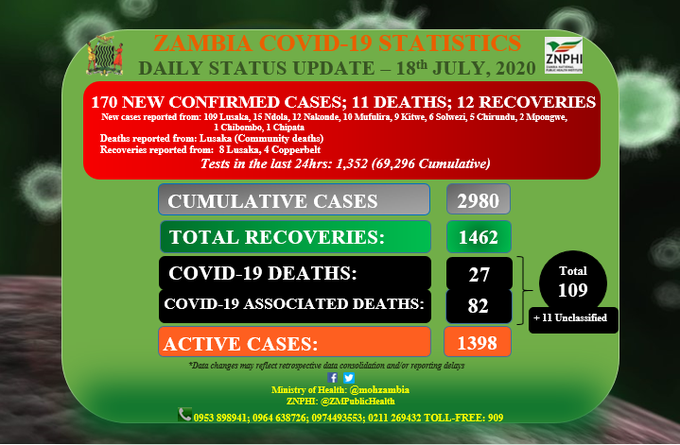 ZAMBIA COVID-19 STATISTICS
DAILY STATUS UPDATE – 18th JULY, 2020
ZNPHI
ZAMBIA NATIONAL
PUBLIC HEALTH INSTITUTE
170 NEW CONFIRMED CASES; 11 DEATHS; 12 RECOVERIES
New cases reported from: 109 Lusaka, 15 Ndola, 12 Nakonde, 10 Mufulira, 9 Kitwe, 6 Solwezi, 5 Chirundu, 2 Mpongwe,
1 Chibombo, 1 Chipata
Deaths reported from: Lusaka (Community deaths)
Recoveries reported from: 8 Lusaka, 4 Copperbelt
Tests in the last 24hrs: 1,352 (69,296 Cumulative)
CUMULATIVE CASES 2980
TOTAL RECOVERIES: 1462
COVID-19 DEATHS: 27
COVID-19 ASSOCIATED DEATHS: 82
Total
109
+ 11 Unclassified
ACTIVE CASES: 1398
*Data changes may reflect retrospective data consolidation and/or reporting delays
Ministry of Health: @mohzambia
ZNPHI: @ZMPublicHealth
0953 898941; 0964 638726; 0974493553; 0211 269432 TOLL-FREE: 909